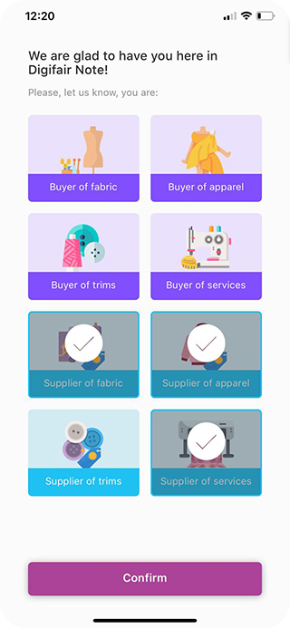 12:20
We are glad to have you here in
Digifair Note!
Please, let us know, you are:
Buyer of fabric
Buyer of apparel
Buyer of trims
Buyer of services
Supplier of fabric
Supplier of apparel
Supplier of trims
Supplier of services
Confirm